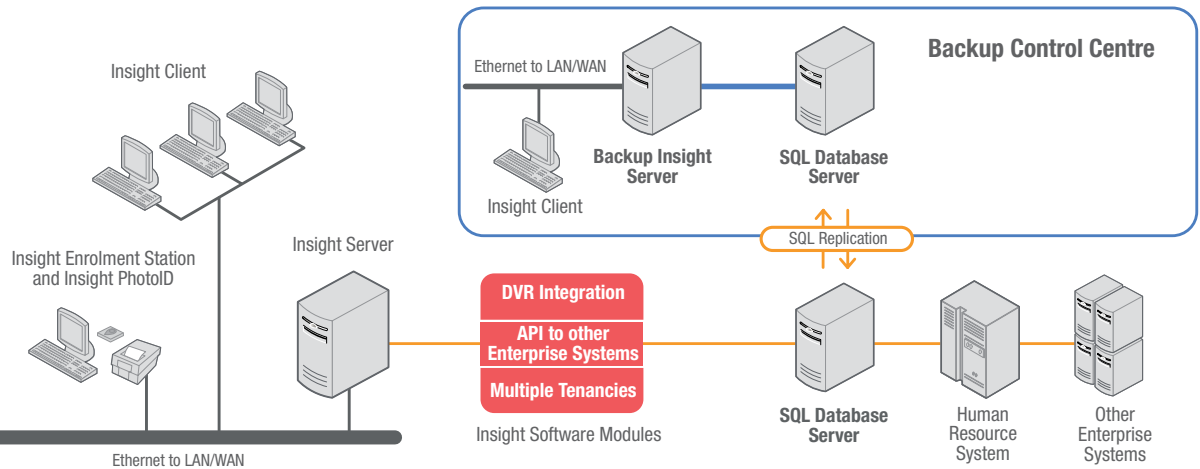 Backup Control Centre
Insight Client
Ethernet to LAN/WAN
Backup Insight
Server
SQL Database
Server
Insight Client
SQL Replication
Insight Enrolment Station
and Insight PhotoID
Insight Server
DVR Integration
API to other
Enterprise Systems
Multiple Tenancies
Insight Software Modules
SQL Database
Server
Human
Resource
System
Other
Enterprise
Systems
Ethernet to LAN/WAN